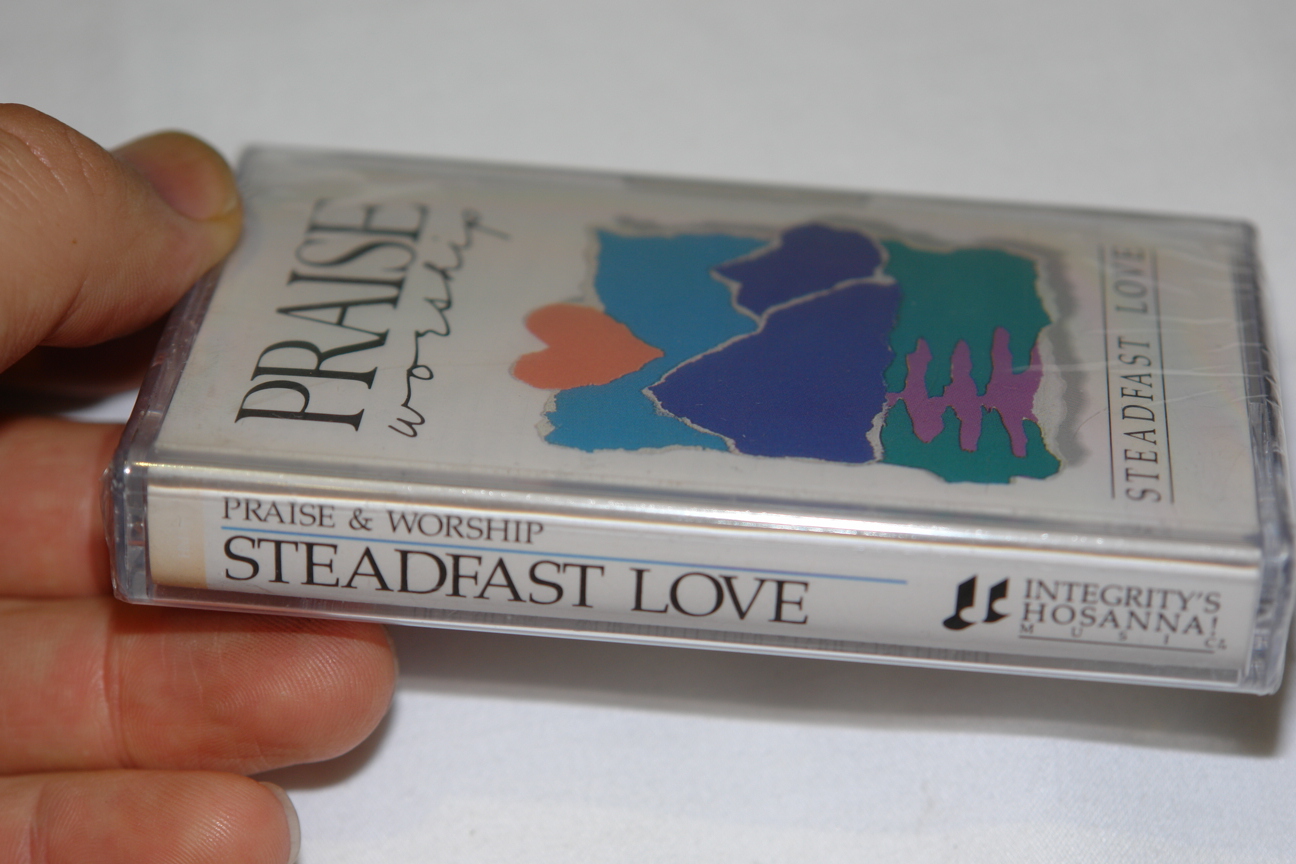 PRAISE
worship
STEADFAST LOVE
PRAISE & WORSHIP
STEADFAST LOVE
INTEGRITY'S
HOSANNA!
MUSIC